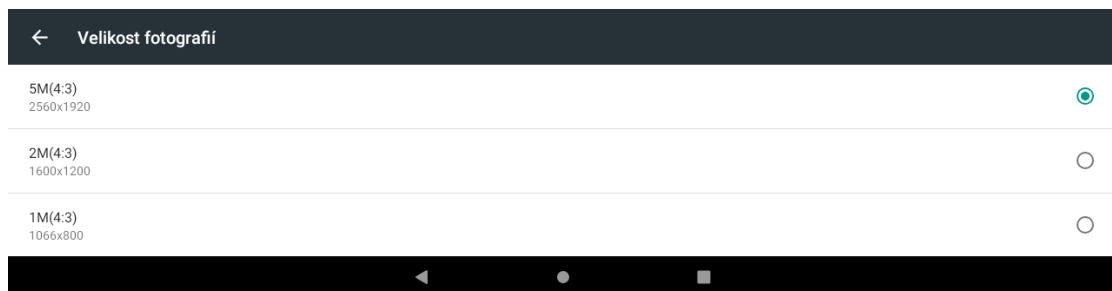 Velikost fotografií
5M(4:3)
2560x1920
2M(4:3)
1600x1200
1M(4:3)
1066x800